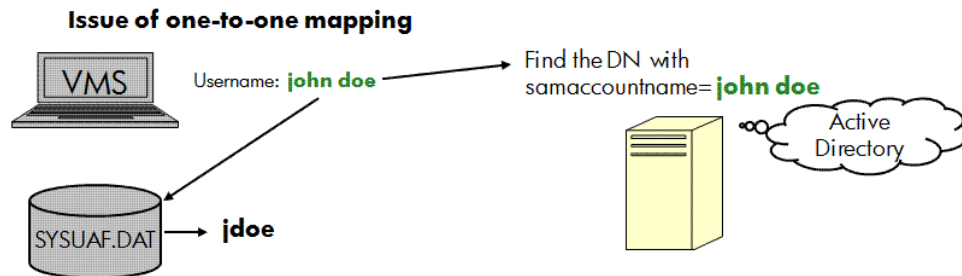 Issue of one-to-one mapping
VMS
Username: john doe
Find the DN with
samaccountname= john doe
Active
Directory
SYSUAF.DAT
jdoe